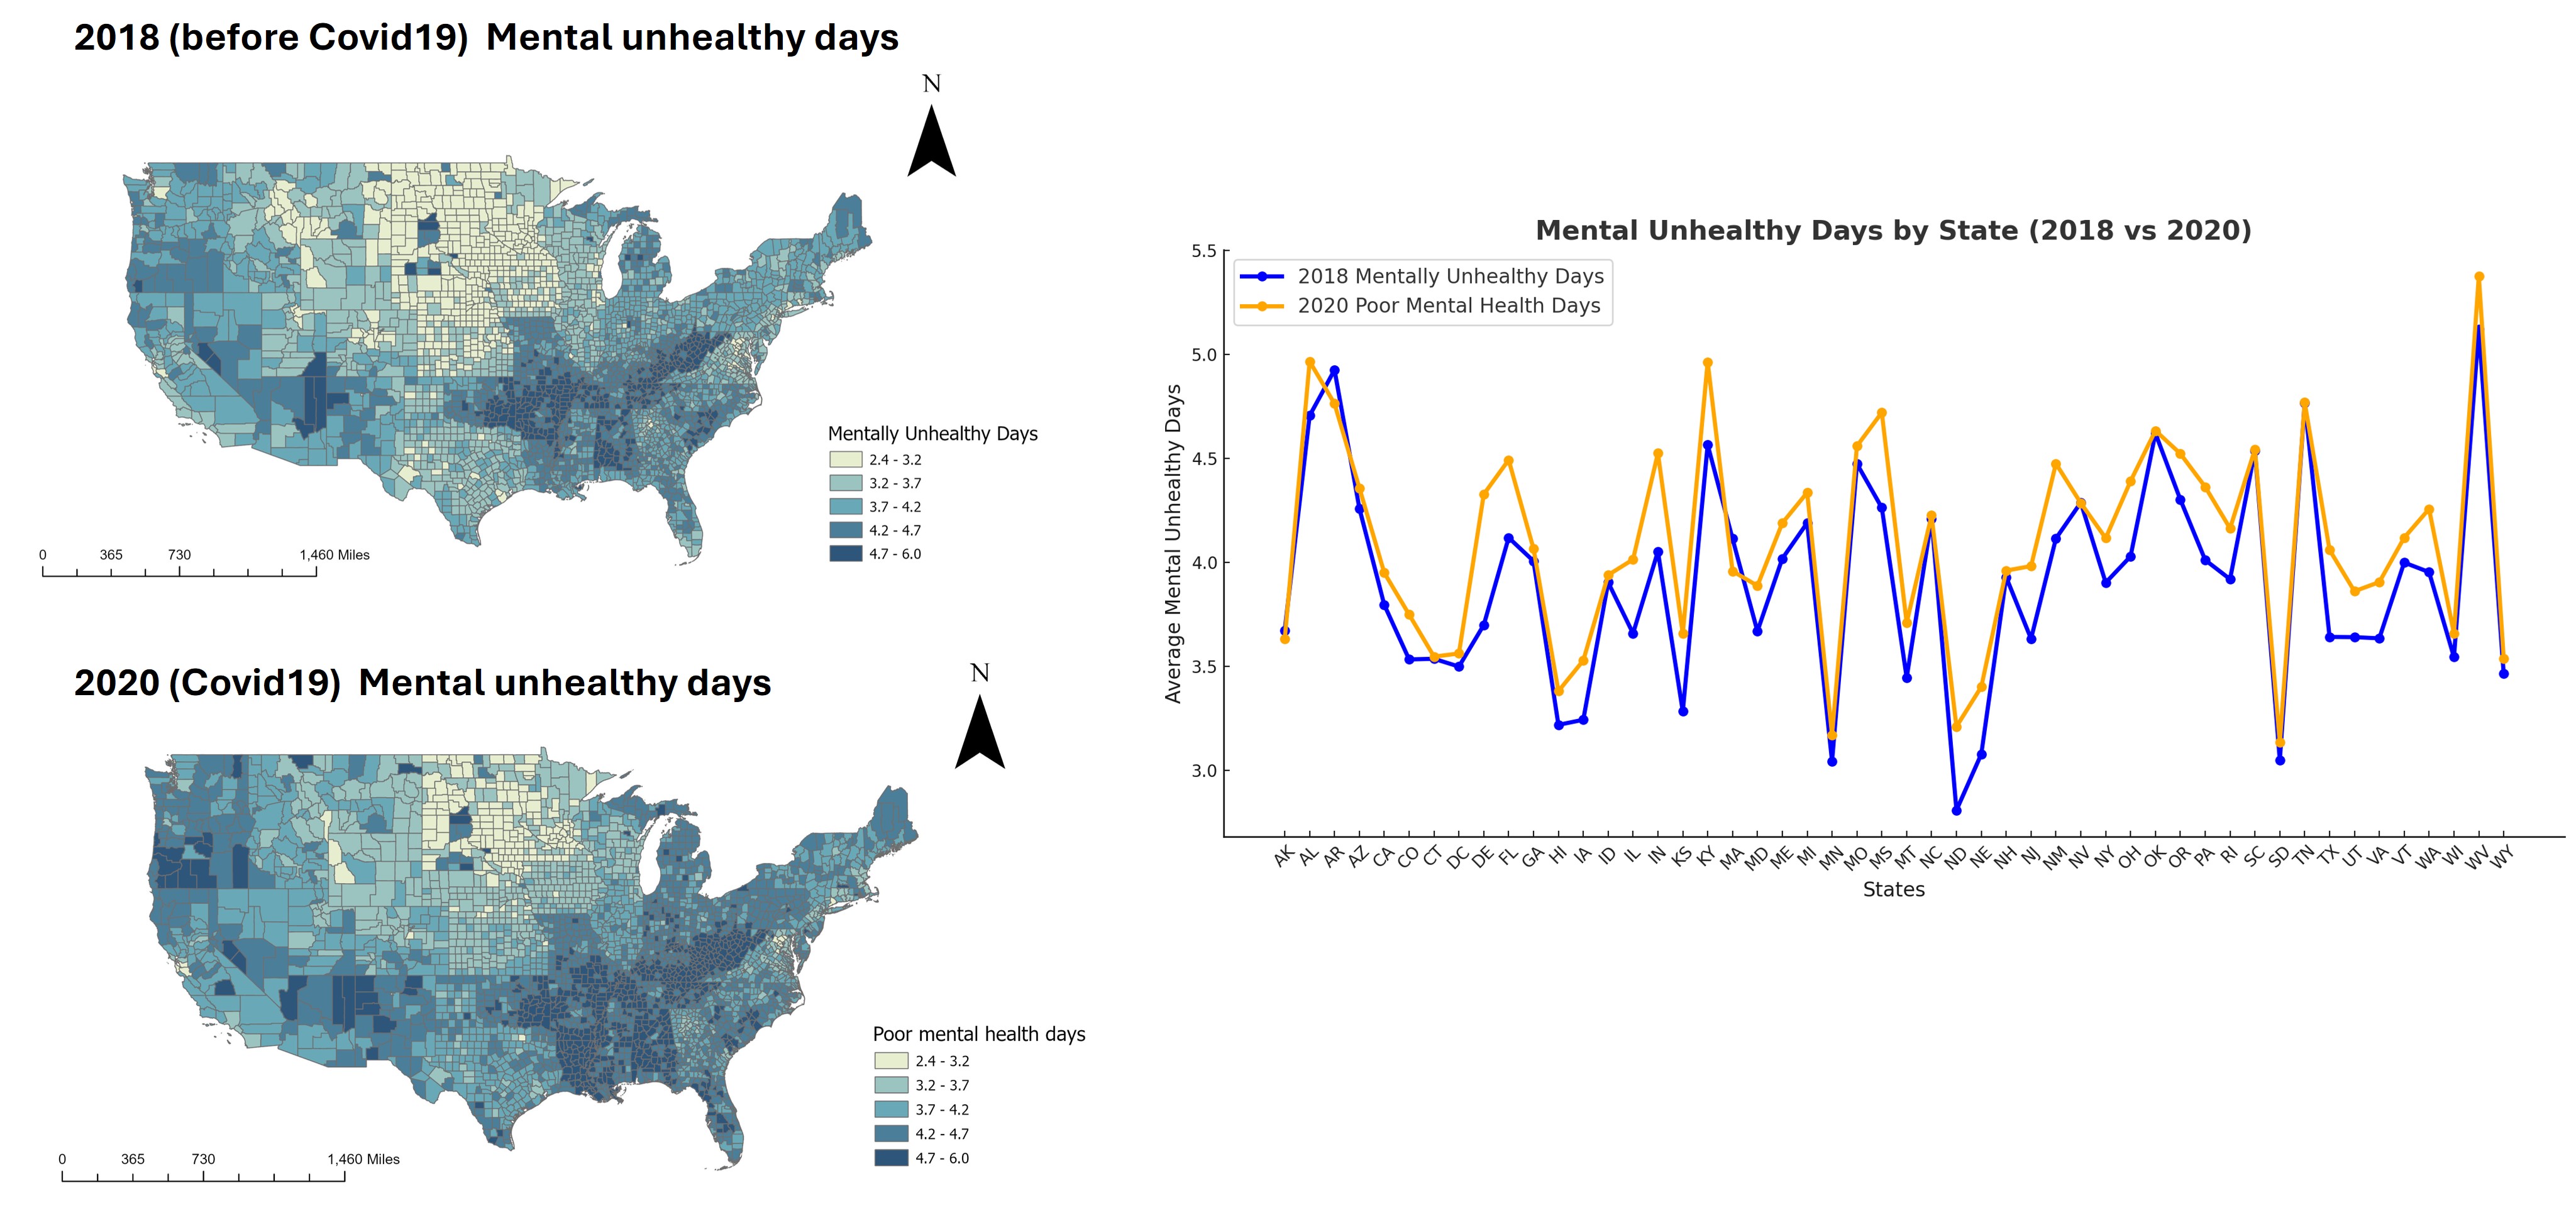 2018 (before Covid19)  Mental unhealthy days
N
Mentally Unhealthy Days
2.4 - 3.2
3.2 - 3.7
3.7 - 4.2
4.2 - 4.7
4.7 - 6.0
0 365 730 1,460 Miles
2020 (Covid19)  Mental unhealthy days
N
Poor mental health days
2.4 - 3.2
3.2 - 3.7
3.7 - 4.2
4.2 - 4.7
4.7 - 6.0
0 365 730 1,460 Miles
Mental Unhealthy Days by State (2018 vs 2020)
2018 Mentally Unhealthy Days
2020 Poor Mental Health Days
Average Mental Unhealthy Days
5.5
5.0
4.5
4.0
3.5
3.0
AK AL AR AZ CA CO CT DC DE FL GA HI IA ID IL IN KS KY MA MD ME MI MN MO MS MT NC ND NE NH NJ NM NV NY OH OK OR PA RI SC SD TN TX UT VA VT WA WI WV WY
States